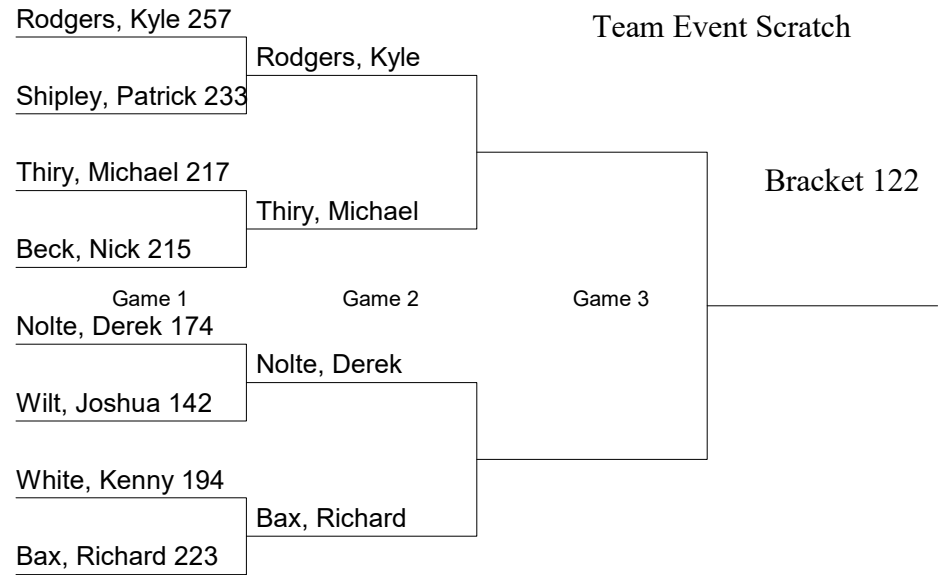 Rodgers, Kyle 257
Team Event Scratch
Rodgers, Kyle
Shipley, Patrick 233
Thiry, Michael 217
Bracket 122
Thiry, Michael
Beck, Nick 215
Game 1
Game 2
Game 3
Nolte, Derek 174
Nolte, Derek
Wilt, Joshua 142
White, Kenny 194
Bax, Richard
Bax, Richard 223